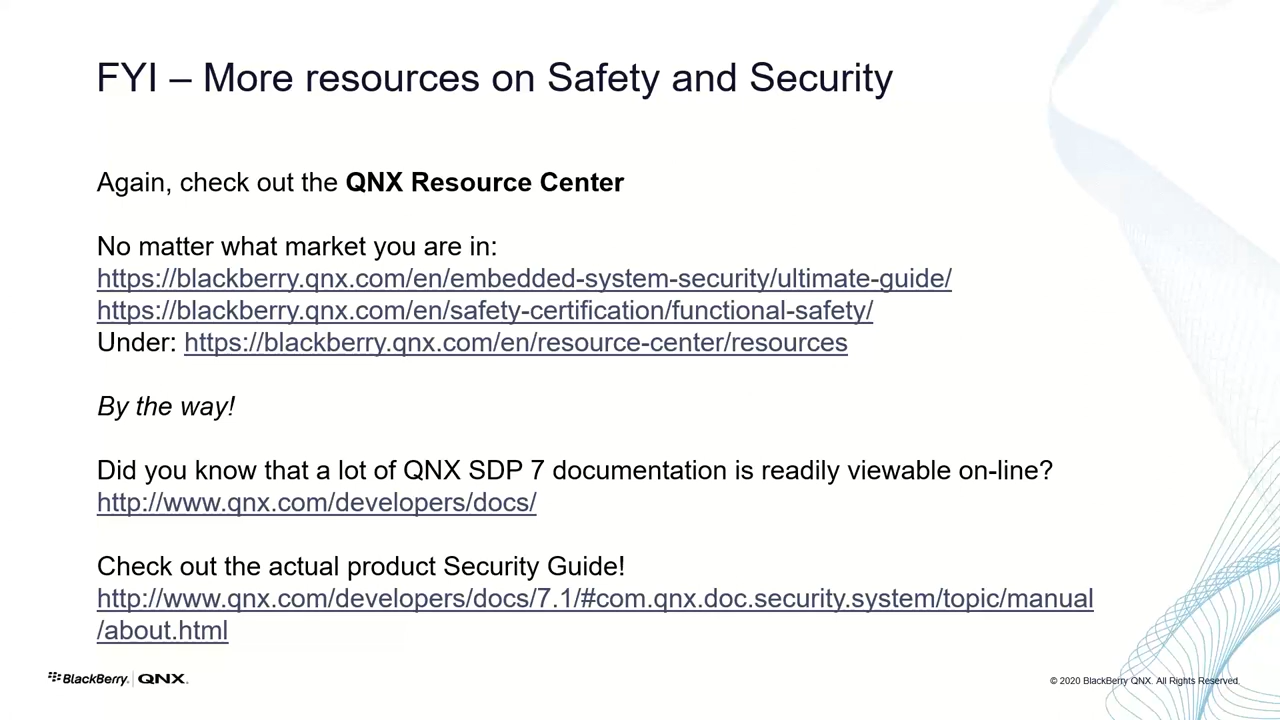 FYI – More resources on Safety and Security
Again, check out the QNX Resource Center
No matter what market you are in:
https://blackberry.qnx.com/en/embedded-system-security/ultimate-guide/
https://blackberry.qnx.com/en/safety-certification/functional-safety/
Under: https://blackberry.qnx.com/en/resource-center/resources
By the way!
Did you know that a lot of QNX SDP 7 documentation is readily viewable on-line?
http://www.qnx.com/developers/docs/
Check out the actual product Security Guide!
http://www.qnx.com/developers/docs/7.1/#com.qnx.doc.security.system/topic/manual
/about.html
BlackBerry. QNX.
© 2020 BlackBerry QNX. All Rights Reserved.